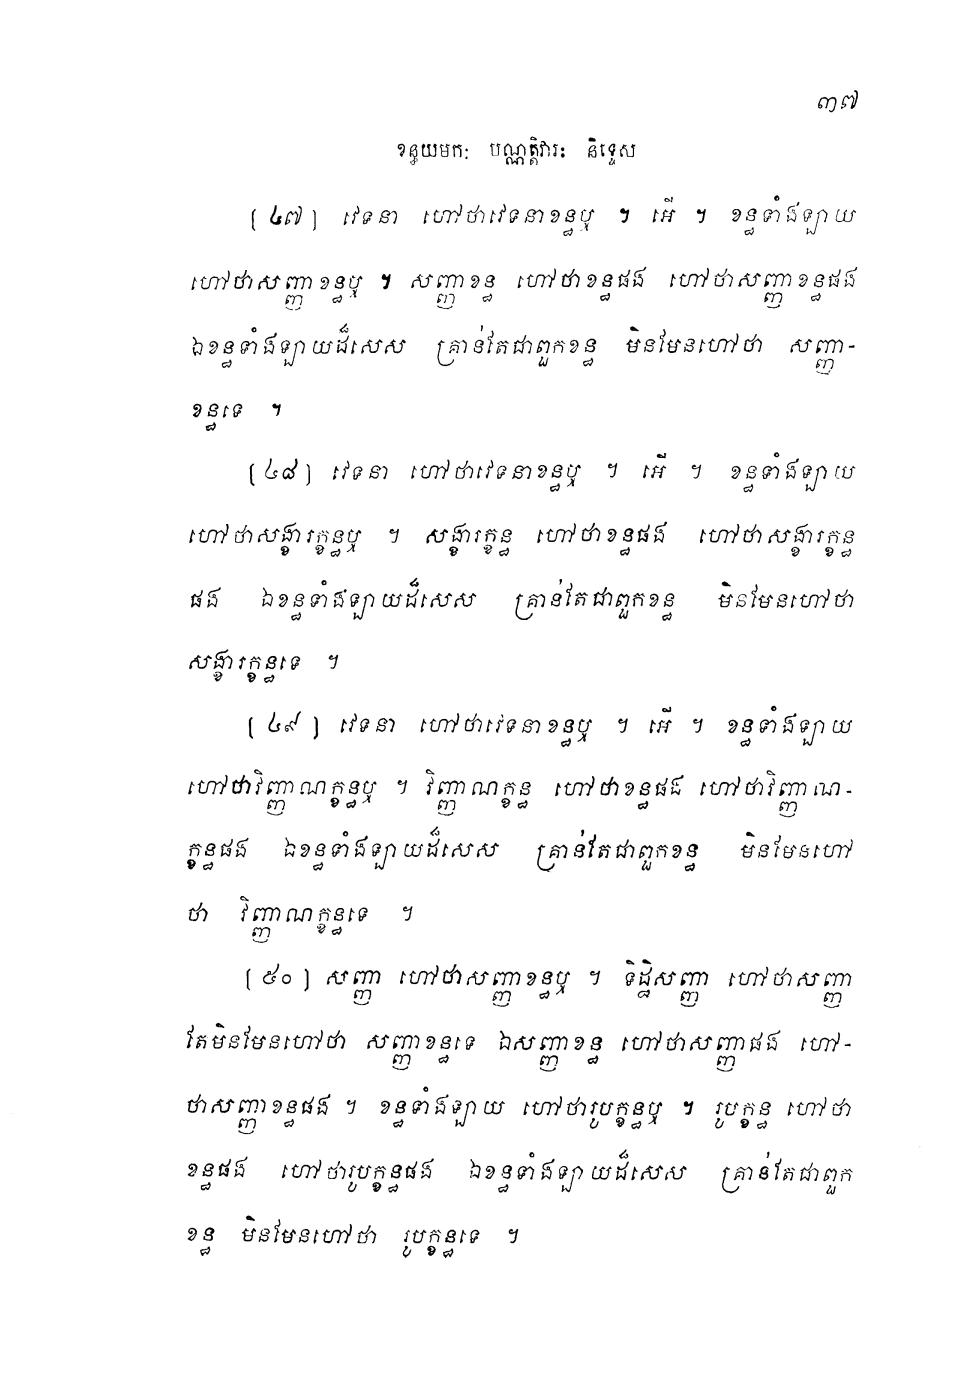 ៣៧
ខន្ធយមកៈ បណ្ណត្តិវារៈ និទ្ទេស
[ ៤៧ ] វេទនា ហៅថាវេទនាខន្ធឬ ។ អើ ។ ខន្ធទាំងឡាយ
ហៅថាសញ្ញាខន្ធឬ ។ សញ្ញាខន្ធ ហៅថាខន្ធផង ហៅថាសញ្ញាខន្ធផង
ឯខន្ធទាំងឡាយដ៏សេស គ្រាន់តែជាពួកខន្ធ មិនមែនហៅថា សញ្ញា-
ខន្ធទេ ។
[ ៤៨ ] វេទនា ហៅថាវេទនាខន្ធឬ ។ អើ ។ ខន្ធទាំងឡាយ
ហៅថាសង្ខារក្ខន្ធឬ ។ សង្ខារក្ខន្ធ ហៅថាខន្ធផង ហៅថាសង្ខារក្ខន្ធ
ផង ឯខន្ធទាំងឡាយដ៏សេស គ្រាន់តែជាពួកខន្ធ មិនមែនហៅថា
សង្ខារក្ខន្ធទេ ។
[ ៤៩ ] វេទនា ហៅថាវេទនាខន្ធឬ ។ អើ ។ ខន្ធទាំងឡាយ
ហៅថាវិញ្ញាណក្ខន្ធឬ ។ វិញ្ញាណក្ខន្ធ ហៅថាខន្ធផង ហៅថាវិញ្ញាណ-
ក្ខន្ធផង ឯខន្ធទាំងឡាយដ៏សេស គ្រាន់តែជាពួកខន្ធ មិនមែនហៅ
ថា វិញ្ញាណក្ខន្ធទេ ។
[ ៥០ ] សញ្ញា ហៅថាសញ្ញាខន្ធឬ ។ ទិដ្ឋិសញ្ញា ហៅថាសញ្ញា
តែមិនមែនហៅថា សញ្ញាខន្ធទេ ឯសញ្ញាខន្ធ ហៅថាសញ្ញាផង ហៅ-
ថាសញ្ញាខន្ធផង ។ ខន្ធទាំងឡាយ ហៅថារូបក្ខន្ធឬ ។ រូបក្ខន្ធ ហៅថា
ខន្ធផង ហៅថារូបក្ខន្ធផង ឯខន្ធទាំងឡាយដ៏សេស គ្រាន់តែជាពួក
ខន្ធ មិនមែនហៅថា រូបក្ខន្ធទេ ។